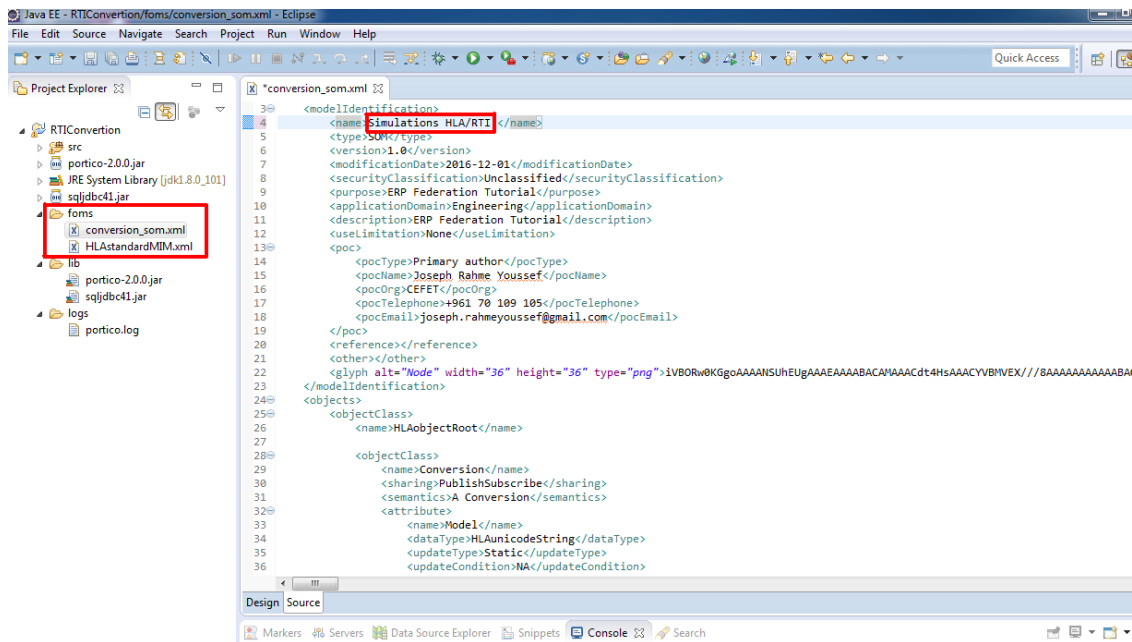 Java EE - RTIConvertion/foms/conversion_som.xml - Eclipse
File Edit Source Navigate Search Project Run Window Help
Quick Access
Project Explorer
RTIConvertion
src
portico-2.0.0.jar
JRE System Library [jdk1.8.0_101]
sqljdbc41.jar
foms
conversion_som.xml
HLAstandardMIM.xml
lib
portico-2.0.0.jar
sqljdbc41.jar
logs
portico.log
*conversion_som.xml
3 <modelIdentification>
4 <name>Simulations HLA/RTI </name>
5 <type>SOM</type>
6 <version>1.0</version>
7 <modificationDate>2016-12-01</modificationDate>
8 <securityClassification>Unclassified</securityClassification>
9 <purpose>ERP Federation Tutorial</purpose>
10 <applicationDomain>Engineering</applicationDomain>
11 <description>ERP Federation Tutorial</description>
12 <useLimitation>None</useLimitation>
13 <poc>
14 <pocType>Primary author</pocType>
15 <pocName>Joseph Rahme Youssef</pocName>
16 <pocOrg>CEFET</pocOrg>
17 <pocTelephone>+961 70 109 105</pocTelephone>
18 <pocEmail>joseph.rahmeyoussef@gmail.com</pocEmail>
19 </poc>
20 <reference></reference>
21 <other></other>
22 <glyph alt="Node" width="36" height="36" type="png">iVBORw0KGgoAAAANSUhEUgAAAEAAAABACAMAAACdt4HsAAACYVBMVEX///8AAAAAAAAAAABA
23 </modelIdentification>
24 <objects>
25 <objectClass>
26 <name>HLAobjectRoot</name>
27
28 <objectClass>
29 <name>Conversion</name>
30 <sharing>PublishSubscribe</sharing>
31 <semantics>A Conversion</semantics>
32 <attribute>
33 <name>Model</name>
34 <dataType>HLAunicodeString</dataType>
35 <updateType>Static</updateType>
36 <updateCondition>NA</updateCondition>
Design Source
Markers Servers Data Source Explorer Snippets Console Search